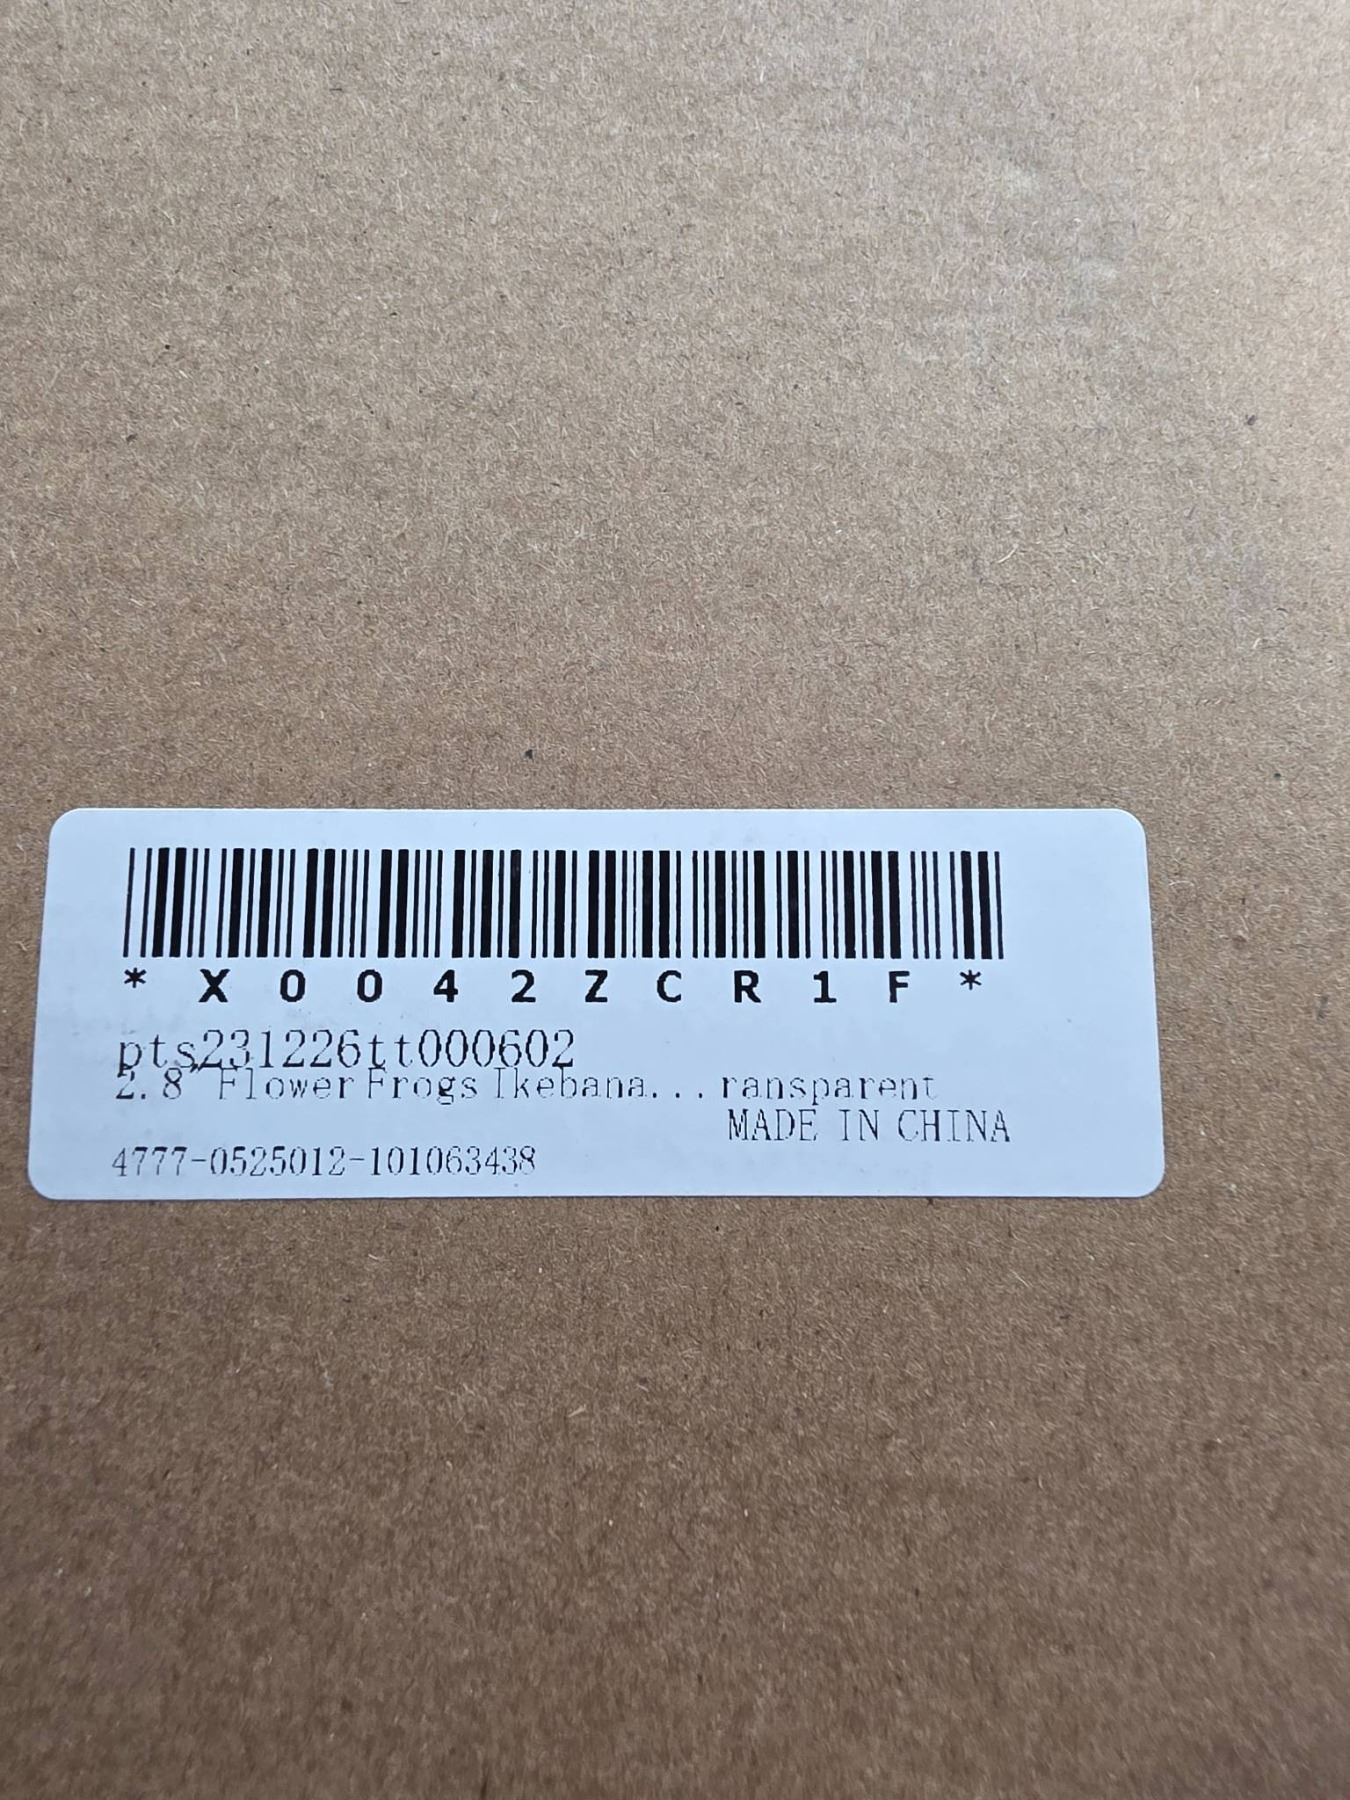 *X0042ZCR1F*
pts231226tt000602
2.8" Flower Frogs Ikebana...ransparent
MADE IN CHINA
4777-0525012-101063438